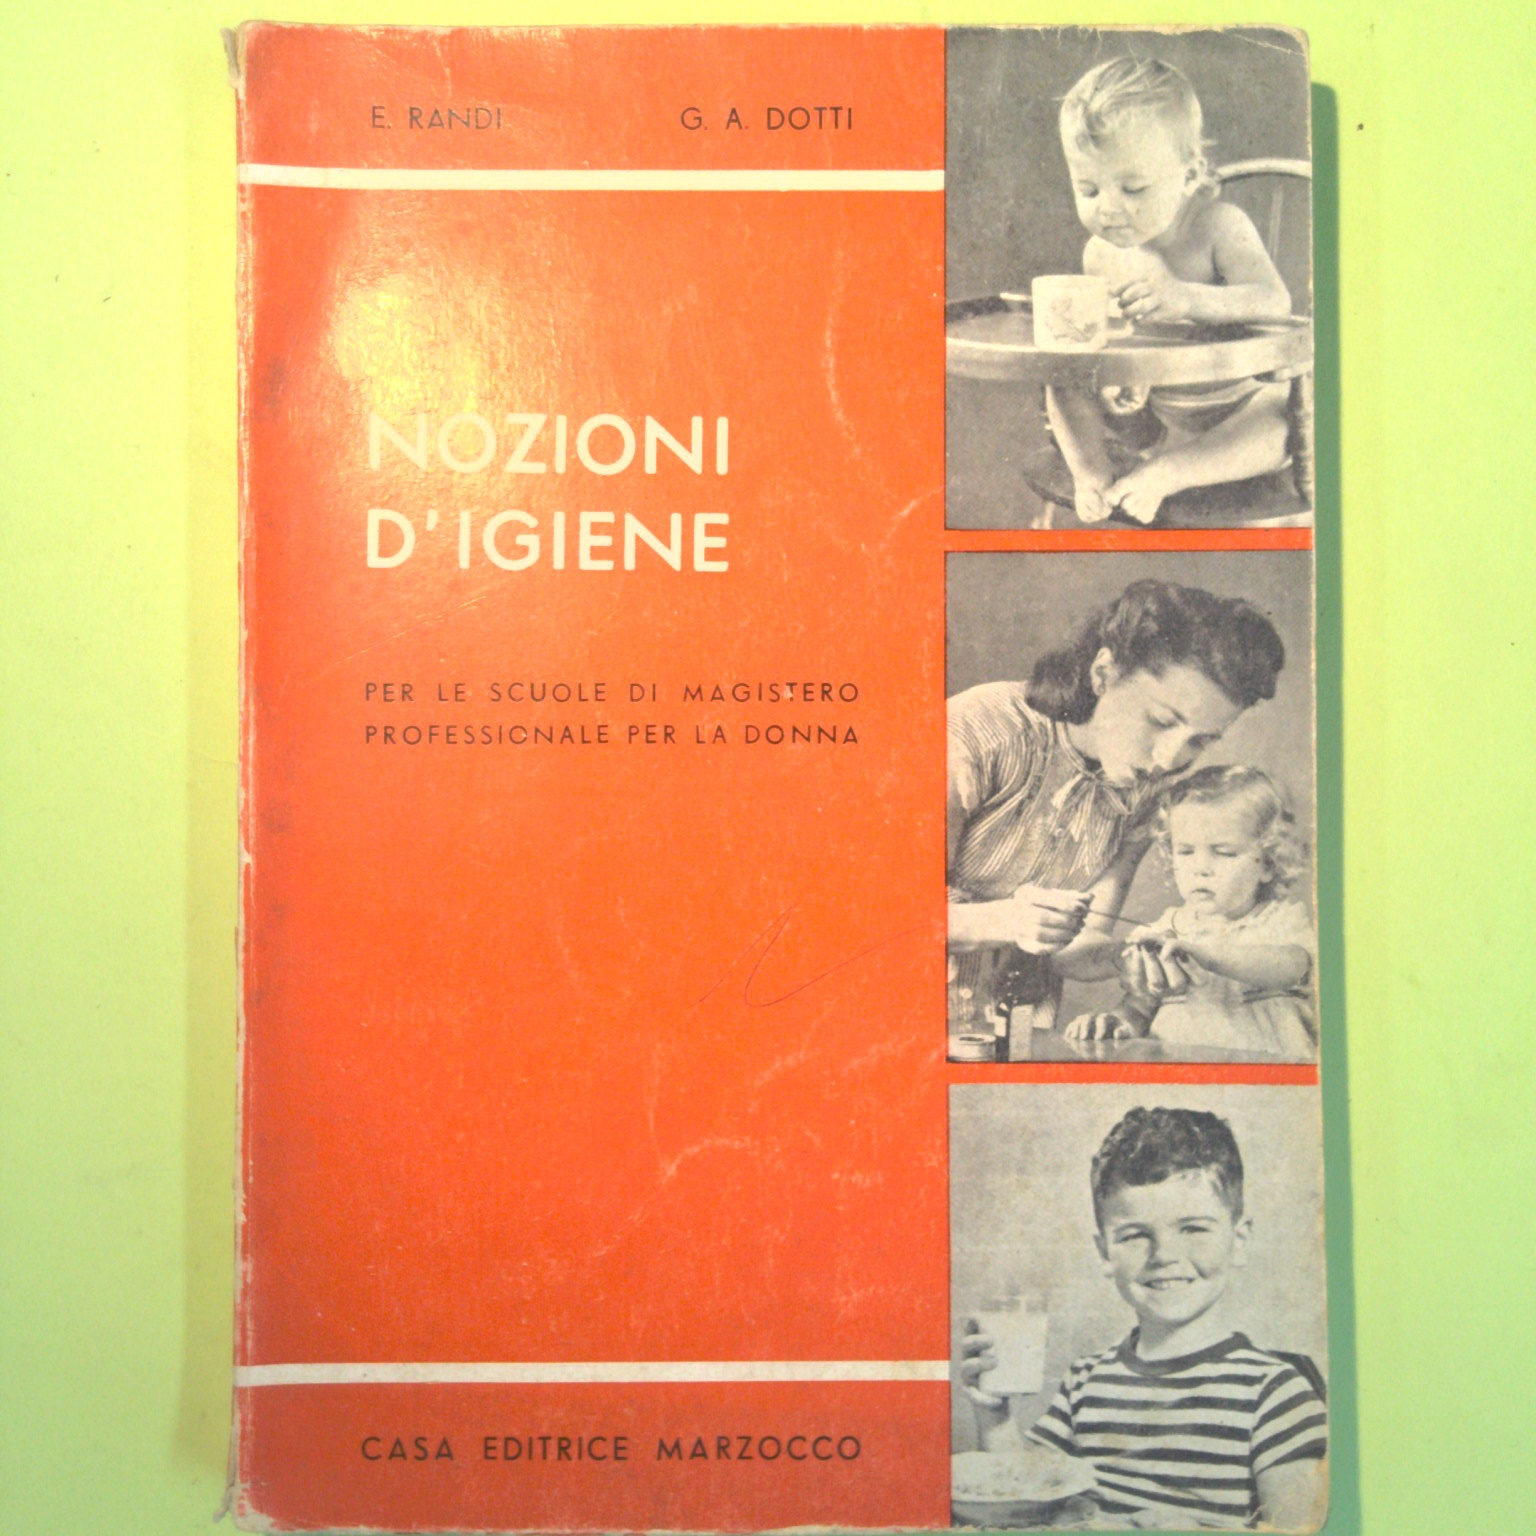 E. RANDI G. A. DOTTI
NOZIONI
D'IGIENE
PER LE SCUOLE DI MAGISTERO
PROFESSIONALE PER LA DONNA
CASA EDITRICE MARZOCCO